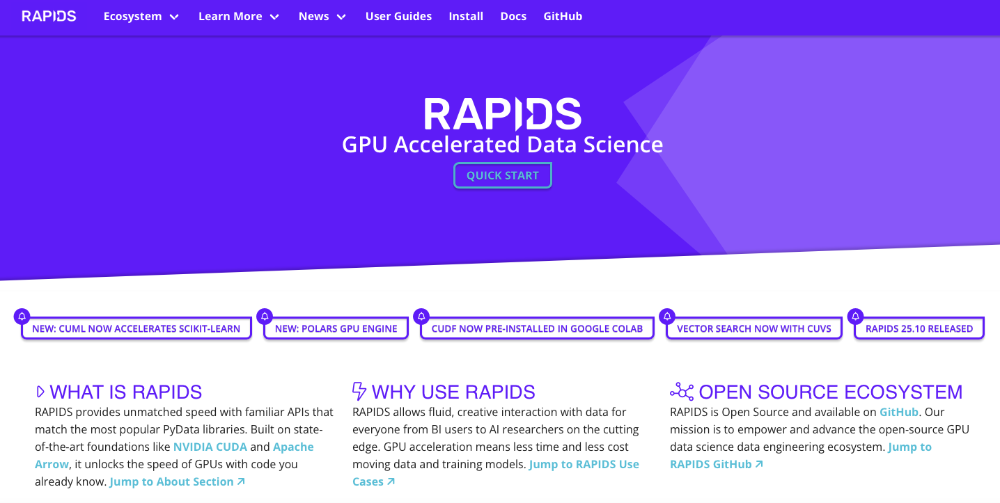 RAPIDS Ecosystem Learn More News User Guides Install Docs GitHub
RAPIDS
GPU Accelerated Data Science
QUICK START
NEW: CUML NOW ACCELERATES SCIKIT-LEARN NEW: POLARS GPU ENGINE CUDF NOW PRE-INSTALLED IN GOOGLE COLAB VECTOR SEARCH NOW WITH CUVS RAPIDS 25.10 RELEASED
WHAT IS RAPIDS
RAPIDS provides unmatched speed with familiar APIs that
match the most popular PyData libraries. Built on state-
of-the-art foundations like NVIDIA CUDA and Apache
Arrow, it unlocks the speed of GPUs with code you
already know. Jump to About Section
WHY USE RAPIDS
RAPIDS allows fluid, creative interaction with data for
everyone from BI users to AI researchers on the cutting
edge. GPU acceleration means less time and less cost
moving data and training models. Jump to RAPIDS Use
Cases
OPEN SOURCE ECOSYSTEM
RAPIDS is Open Source and available on GitHub. Our
mission is to empower and advance the open-source GPU
data science data engineering ecosystem. Jump to
RAPIDS GitHub